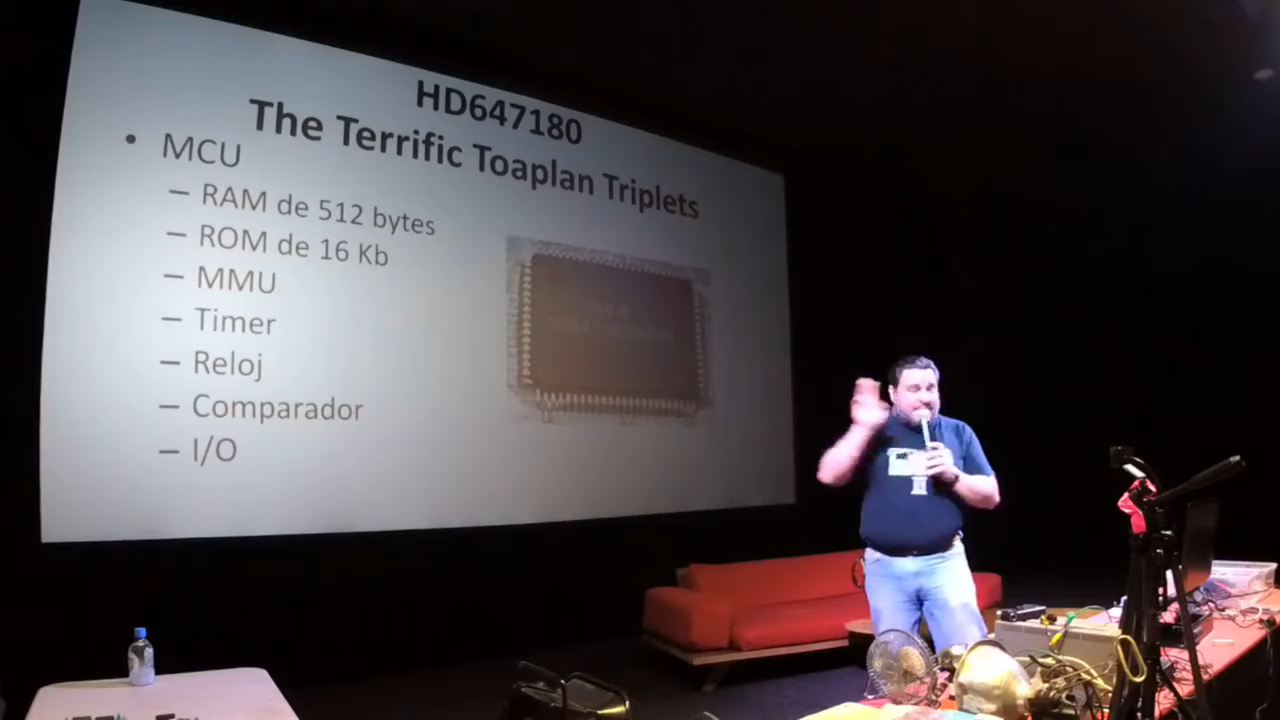 HD647180
The Terrific Toaplan Triplets
• MCU
– RAM de 512 bytes
– ROM de 16 Kb
– MMU
– Timer
– Reloj
– Comparador
– I/O